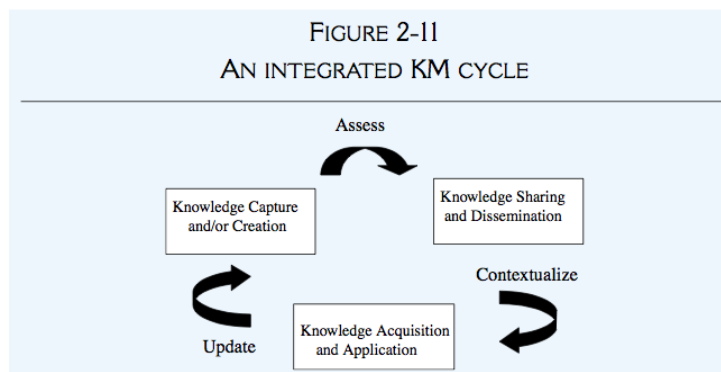 FIGURE 2-11
AN INTEGRATED KM CYCLE
Assess
Knowledge Capture
and/or Creation
Knowledge Sharing
and Dissemination
Contextualize
Knowledge Acquisition
and Application
Update